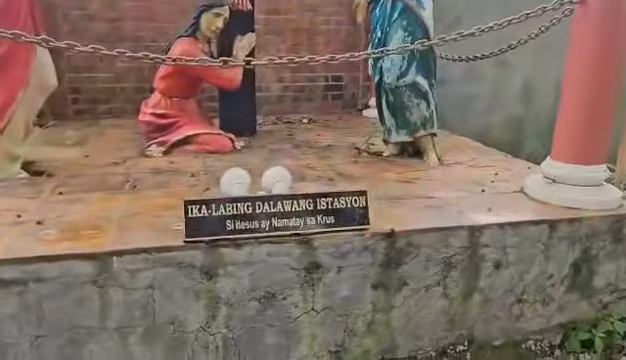 IKA-LABING DALAWANG ISTASYON
Si Hesus ay Namatay sa Krus